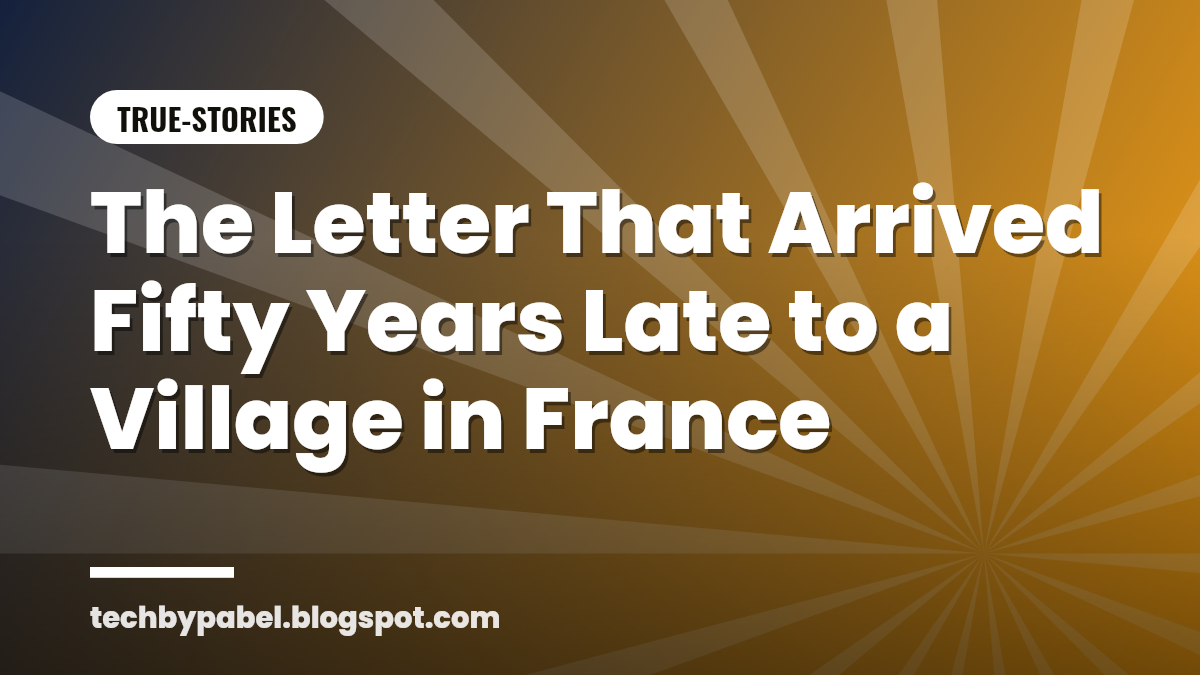 TRUE-STORIES
The Letter That Arrived
Fifty Years Late to a
Village in France
techbypabel.blogspot.com